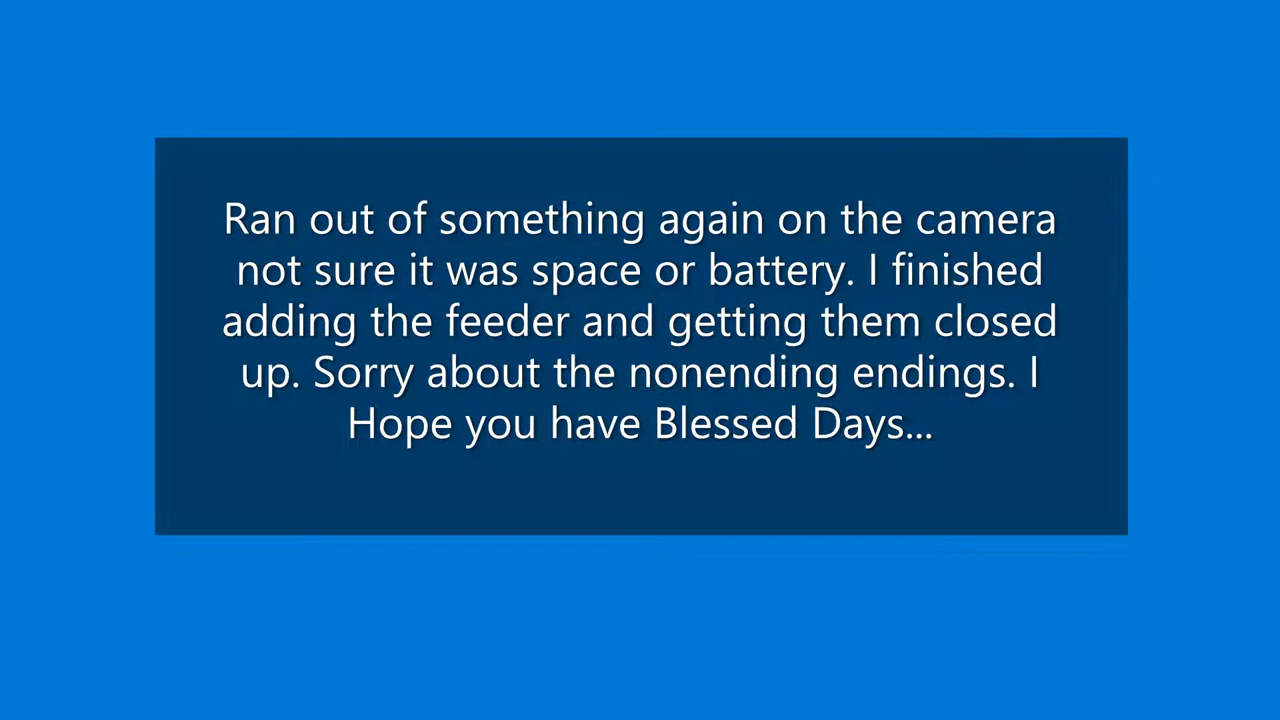 Ran out of something again on the camera
not sure it was space or battery. I finished
adding the feeder and getting them closed
up. Sorry about the nonending endings. I
Hope you have Blessed Days...